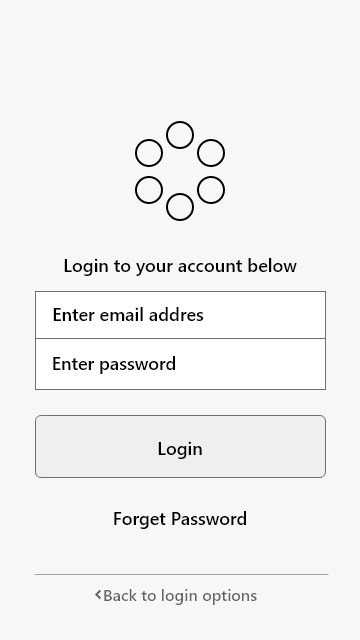 Login to your account below
Enter email addres
Enter password
Login
Forget Password
Back to login options